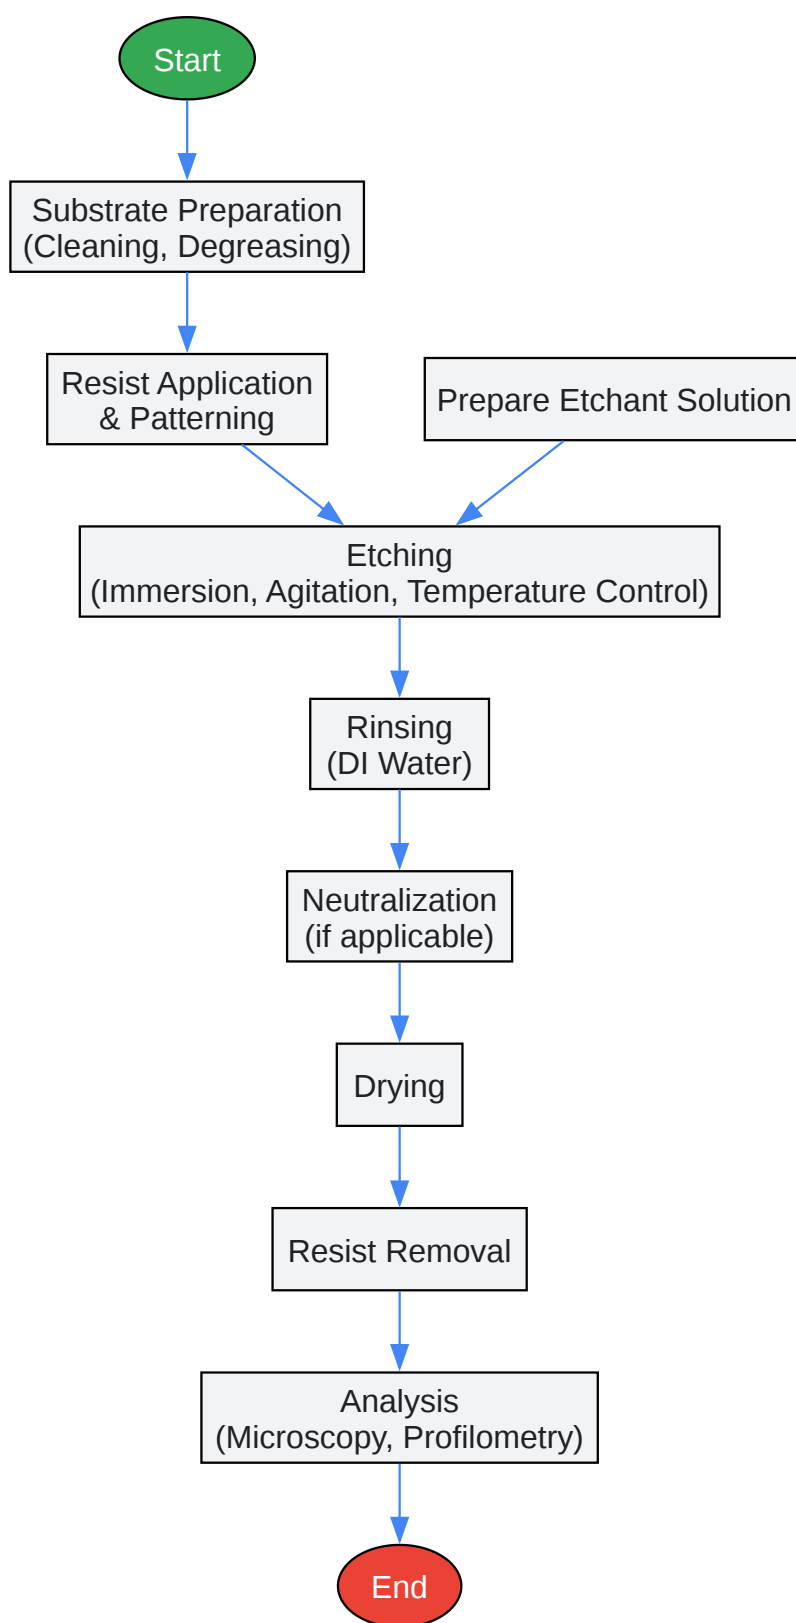 Start
Substrate Preparation
(Cleaning, Degreasing)
Resist Application
& Patterning
Prepare Etchant Solution
Etching
(Immersion, Agitation, Temperature Control)
Rinsing
(DI Water)
Neutralization
(if applicable)
Drying
Resist Removal
Analysis
(Microscopy, Profilometry)
End